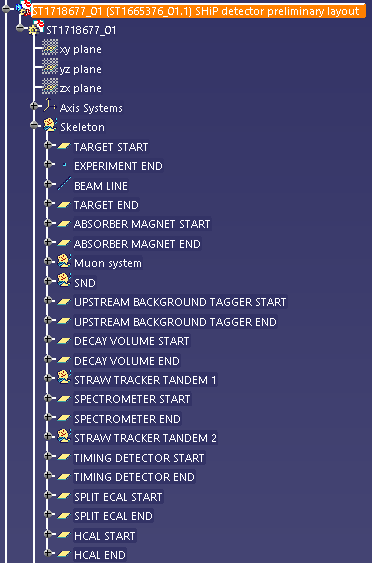 ST1718677_01 (ST1665376_01.1) SHiP detector preliminary layout
ST1718677_01
xy plane
yz plane
zx plane
Axis Systems
Skeleton
TARGET START
EXPERIMENT END
BEAM LINE
TARGET END
ABSORBER MAGNET START
ABSORBER MAGNET END
Muon system
SND
UPSTREAM BACKGROUND TAGGER START
UPSTREAM BACKGROUND TAGGER END
DECAY VOLUME START
DECAY VOLUME END
STRAW TRACKER TANDEM 1
SPECTROMETER START
SPECTROMETER END
STRAW TRACKER TANDEM 2
TIMING DETECTOR START
TIMING DETECTOR END
SPLIT ECAL START
SPLIT ECAL END
HCAL START
HCAL END